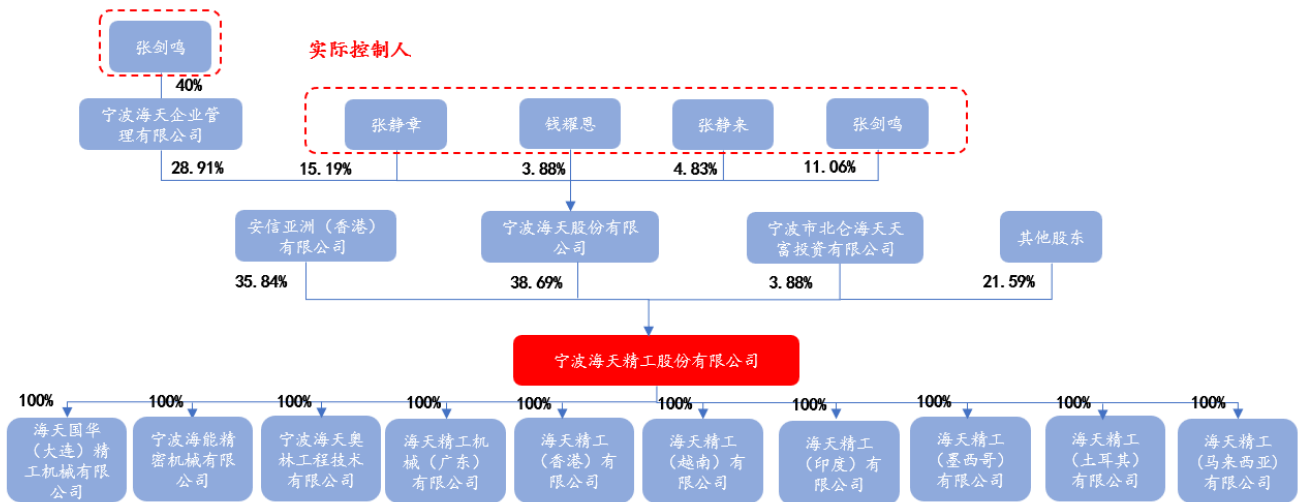 张剑鸣
实际控制人
40%
宁波海天企业管
理有限公司
张静章
钱耀恩
张静来
张剑鸣
28.91%
15.19%
3.88%
4.83%
11.06%
安信亚洲（香港）
有限公司
宁波海天股份有限
公司
宁波市北仑海天天
富投资有限公司
其他股东
35.84%
38.69%
3.88%
21.59%
宁波海天精工股份有限公司
100%
100%
100%
100%
100%
100%
100%
100%
100%
100%
海天国华
（大连）精
工机械有限公
司
宁波海能精
密机械有限
公司
宁波海天奥
林工程技术
有限公司
海天精工机
械（广东）
有限公司
海天精工
（香港）有
限公司
海天精工
（越南）有
限公司
海天精工
（印度）有
限公司
海天精工
（墨西哥）
有限公司
海天精工
（土耳其）
有限公司
海天精工
(马来西亚)
有限公司